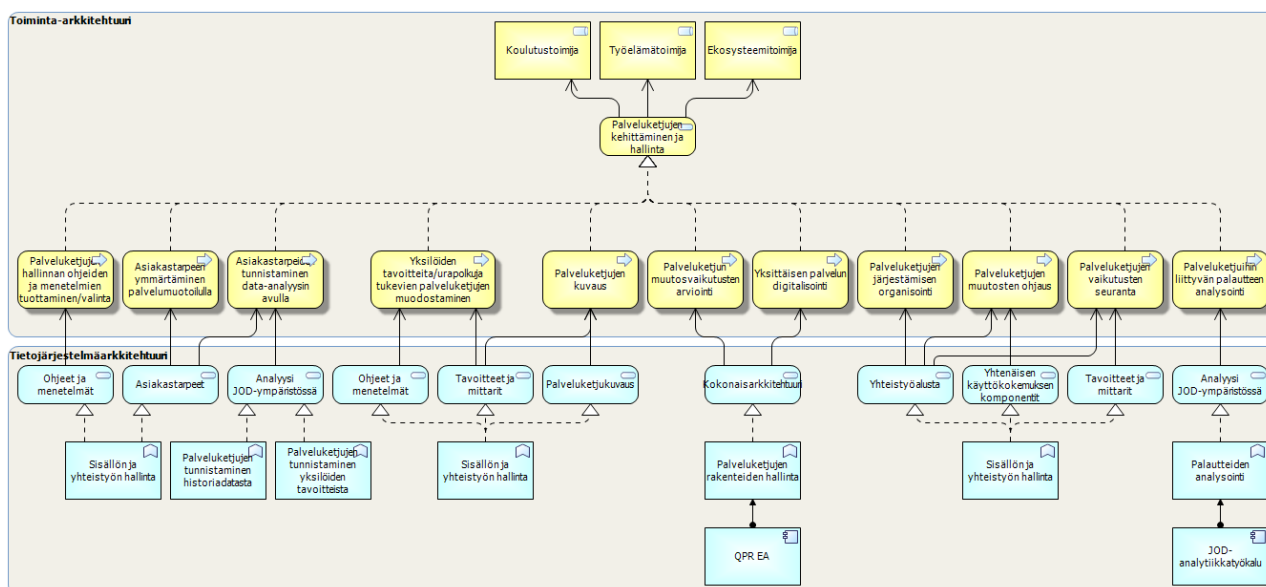 Toiminta-arkkitehtuuri
Koulutustoimija
Työelämätoimija
Ekosysteemitoimija
Palveluketjujen
kehittäminen ja
hallinta
Palveluketjujen
hallinnan ohjeiden
ja menetelmien
tuottaminen/valinta
Asiakastarpeen
ymmärtäminen
palvelumuotoilulla
Asiakastarpeiden
tunnistaminen
data-analyysin
avulla
Yksilöiden
tavoitteita/urapolkuja
tukevien palveluketjujen
muodostaminen
Palveluketjujen
kuvaus
Palveluketjun
muutosvaikutusten
arviointi
Yksittäisen palvelun
digitalisointi
Palveluketjujen
järjestämisen
organisointi
Palveluketjujen
muutosten ohjaus
Palveluketjujen
vaikutusten
seuranta
Palveluketjuihin
liittyvän palautteen
analysointi
Tietojärjestelmäarkkitehtuuri
Ohjeet ja
menetelmät
Asiakastarpeet
Analyysi
JOD-ympäristössä
Ohjeet ja
menetelmät
Tavoitteet ja
mittarit
Palveluketjukuvaus
Kokonaisarkkitehtuuri
Yhteistyöalusta
Yhtenäisen
käyttökokemuksen
komponentit
Tavoitteet ja
mittarit
Analyysi
JOD-ympäristössä
Sisällön ja
yhteistyön hallinta
Palveluketjujen
tunnistaminen
historiadatasta
Palveluketjujen
tunnistaminen
yksilöiden
tavoitteista
Sisällön ja
yhteistyön hallinta
Palveluketjujen
rakenteiden hallinta
Sisällön ja
yhteistyön hallinta
Palautteiden
analysointi
QPR EA
JOD-
analytiikkatyökalu